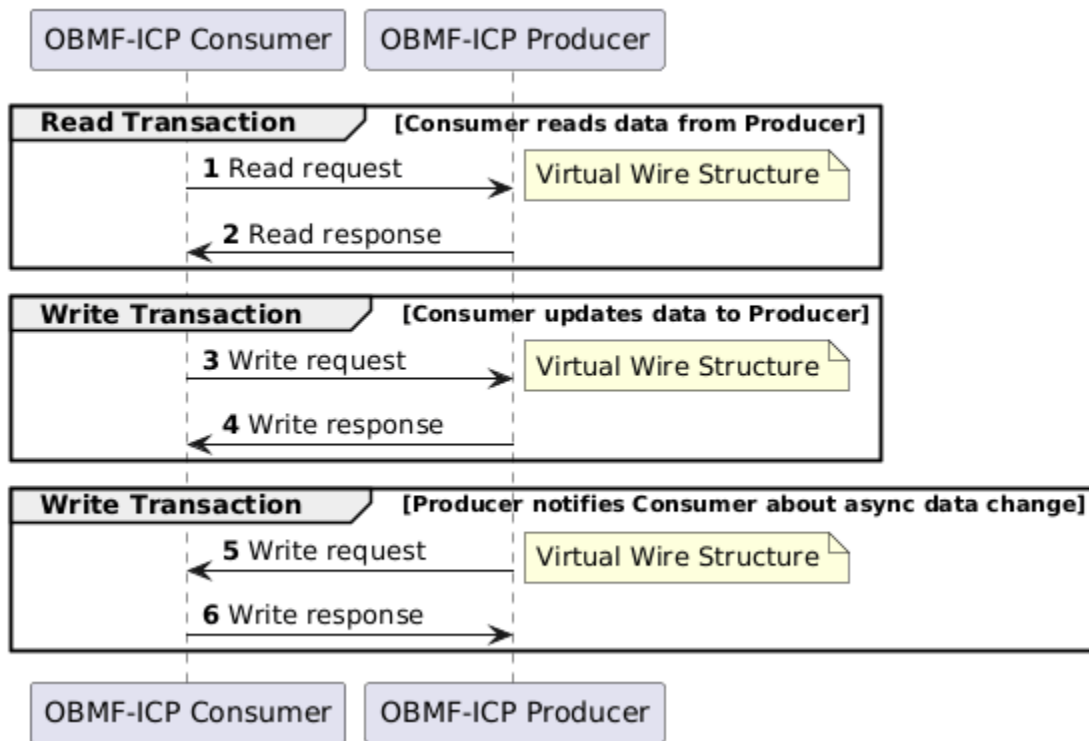 OBMF-ICP Consumer OBMF-ICP Producer
Read Transaction [Consumer reads data from Producer]
1 Read request Virtual Wire Structure
2 Read response
Write Transaction [Consumer updates data to Producer]
3 Write request Virtual Wire Structure
4 Write response
Write Transaction [Producer notifies Consumer about async data change]
5 Write request Virtual Wire Structure
6 Write response
OBMF-ICP Consumer OBMF-ICP Producer